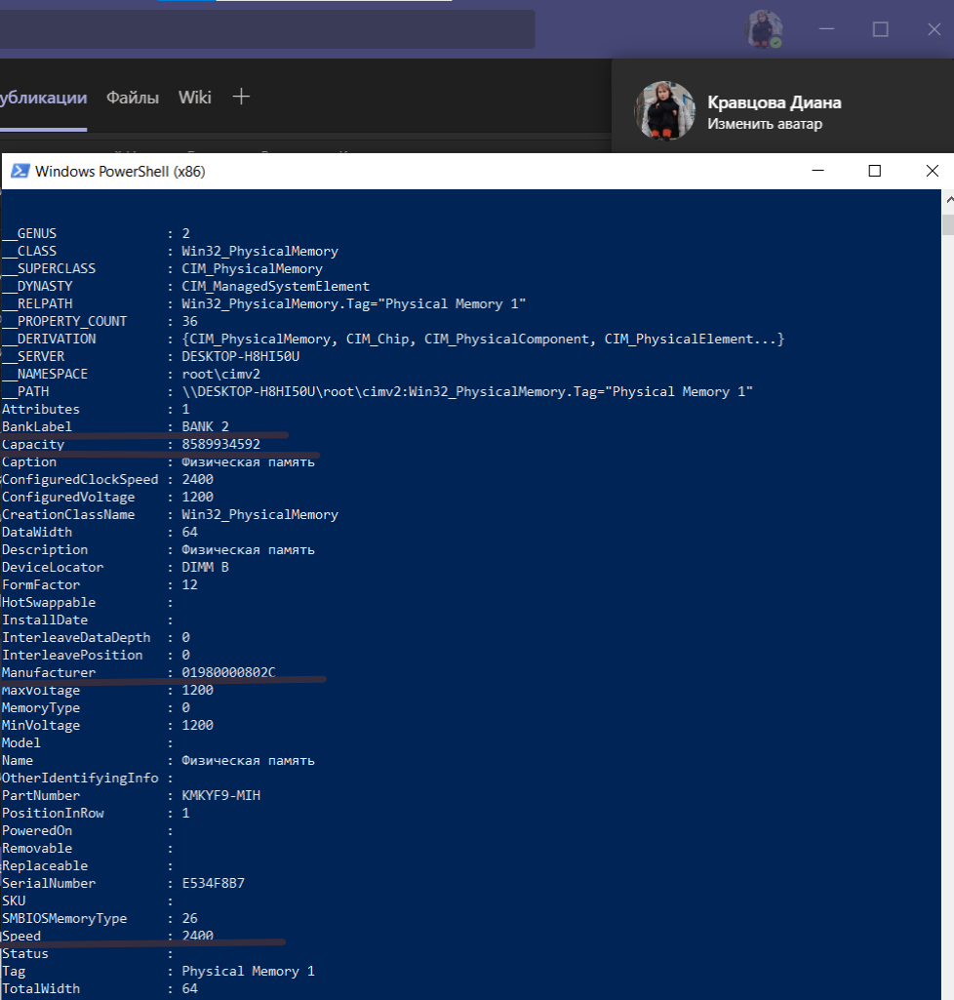 убликации Файлы Wiki
Кравцова Диана
Изменить аватар
Windows PowerShell (x86)
__GENUS : 2
__CLASS : Win32_PhysicalMemory
__SUPERCLASS : CIM_PhysicalMemory
__DYNASTY : CIM_ManagedSystemElement
__RELPATH : Win32_PhysicalMemory.Tag="Physical Memory 1"
__PROPERTY_COUNT : 36
__DERIVATION : {CIM_PhysicalMemory, CIM_Chip, CIM_PhysicalComponent, CIM_PhysicalElement...}
__SERVER : DESKTOP-H8HI50U
__NAMESPACE : root\cimv2
__PATH : \\DESKTOP-H8HI50U\root\cimv2:Win32_PhysicalMemory.Tag="Physical Memory 1"
Attributes : 1
BankLabel : BANK 2
Capacity : 8589934592
Caption : Физическая память
ConfiguredClockSpeed : 2400
ConfiguredVoltage : 1200
CreationClassName : Win32_PhysicalMemory
DataWidth : 64
Description : Физическая память
DeviceLocator : DIMM B
FormFactor : 12
HotSwappable :
InstallDate :
InterleaveDataDepth : 0
InterleavePosition : 0
Manufacturer : 01980000802C
MaxVoltage : 1200
MemoryType : 0
MinVoltage : 1200
Model :
Name : Физическая память
OtherIdentifyingInfo :
PartNumber : KMKYF9-MIH
PositionInRow : 1
PoweredOn :
Removable :
Replaceable :
SerialNumber : E534F8B7
SKU :
SMBIOSMemoryType : 26
Speed : 2400
Status :
Tag : Physical Memory 1
TotalWidth : 64